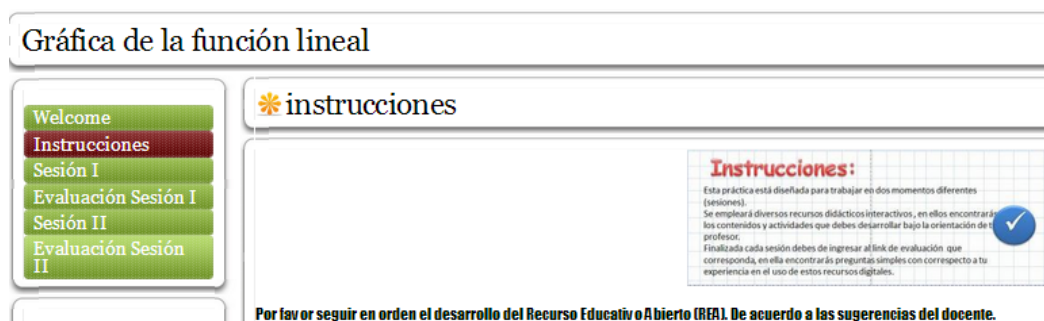 Gráfica de la función lineal
Welcome
Instrucciones
Sesión I
Evaluación Sesión I
Sesión II
Evaluación Sesión
II
instrucciones
Instrucciones:
Esta práctica está diseñada para trabajar en dos momentos diferentes
(sesiones).
Se empleará diversos recursos didácticos interactivos, en ellos encontrarás
los contenidos y actividades que debes desarrollar bajo la orientación de t
profesor.
Finalizada cada sesión debes de ingresar al link de evaluación que
corresponda, en ella encontrarás preguntas simples con correspecto a tu
experiencia en el uso de estos recursos digitales.
Por favor seguir en orden el desarrollo del Recurso Educativo Abierto (REA). De acuerdo a las sugerencias del docente.